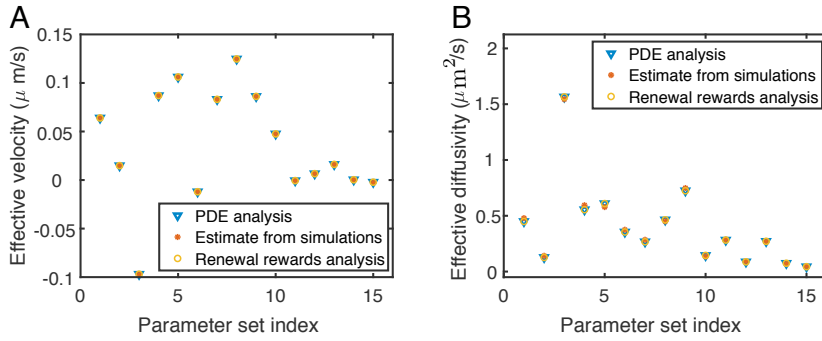 A
Effective velocity (μ m/s)
0.15
0.1
0.05
0
-0.05
-0.1
0
5
10
15
Parameter set index
PDE analysis
Estimate from simulations
Renewal rewards analysis
B
Effective diffusivity (μm²/s)
2
1.5
1
0.5
0
0
5
10
15
Parameter set index
PDE analysis
Estimate from simulations
Renewal rewards analysis